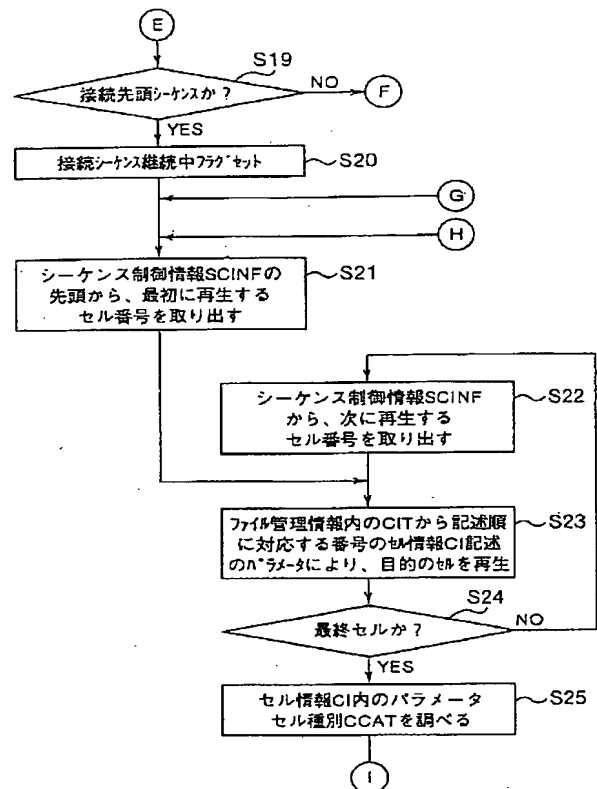 E
S19
接続先頭シーケンスか？
NO
F
YES
接続シーケンス継続中フラグセット
S20
G
H
シーケンス制御情報SCINFの
先頭から、最初に再生する
セル番号を取り出す
S21
シーケンス制御情報SCINF
から、次に再生する
セル番号を取り出す
S22
ファイル管理情報内のCITから記述順
に対応する番号のセル情報CI記述
のパラメータにより、目的のセルを再生
S23
S24
最終セルか？
NO
YES
セル情報CI内のパラメータ
セル種別CCATを調べる
S25
I